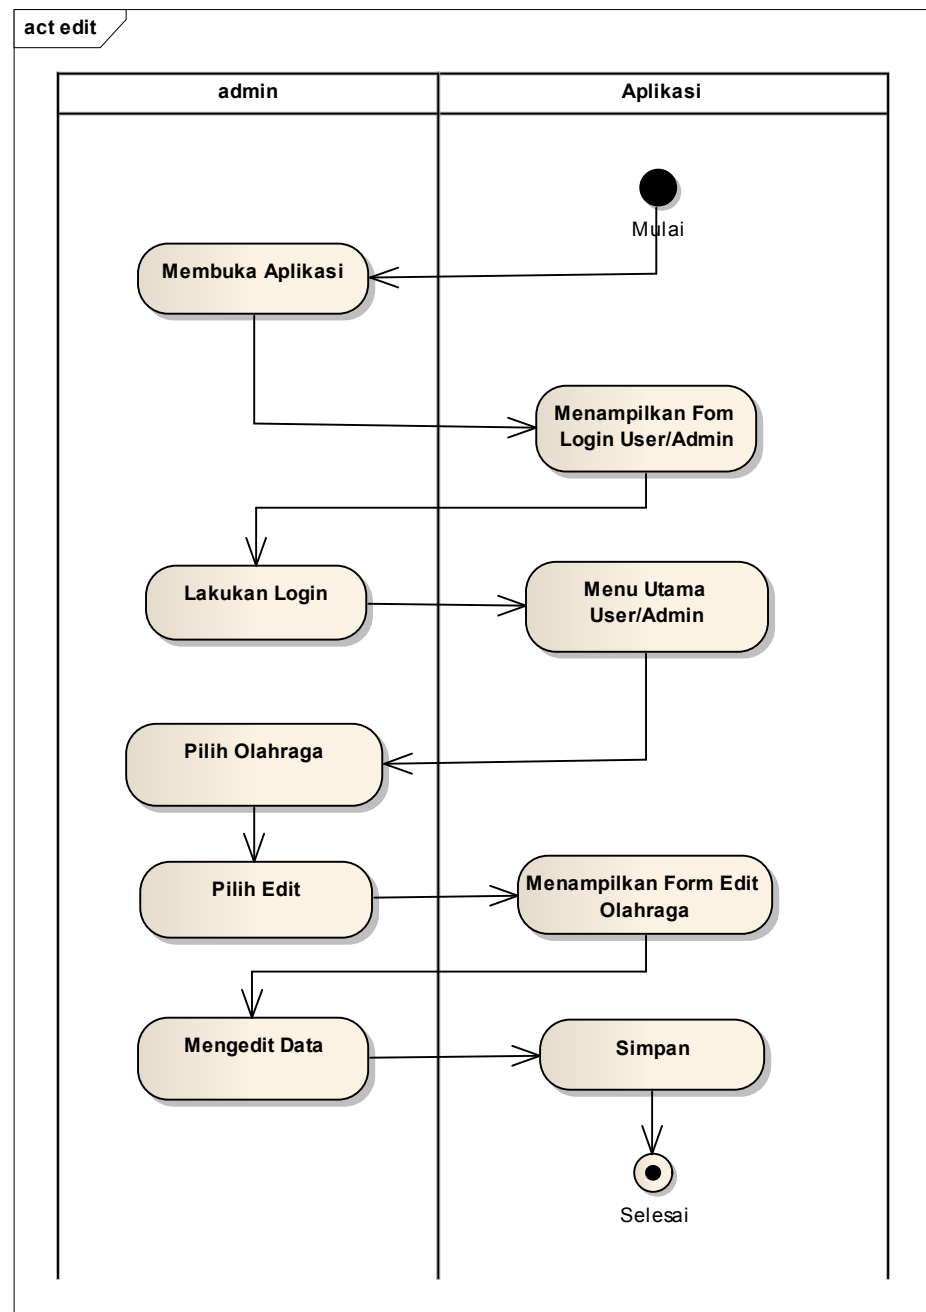 act edit
admin
Aplikasi
Mulai
Membuka Aplikasi
Menampilkan Fom
Login User/Admin
Lakukan Login
Menu Utama
User/Admin
Pilih Olahraga
Pilih Edit
Menampilkan Form Edit
Olahraga
Mengedit Data
Simpan
Selesai